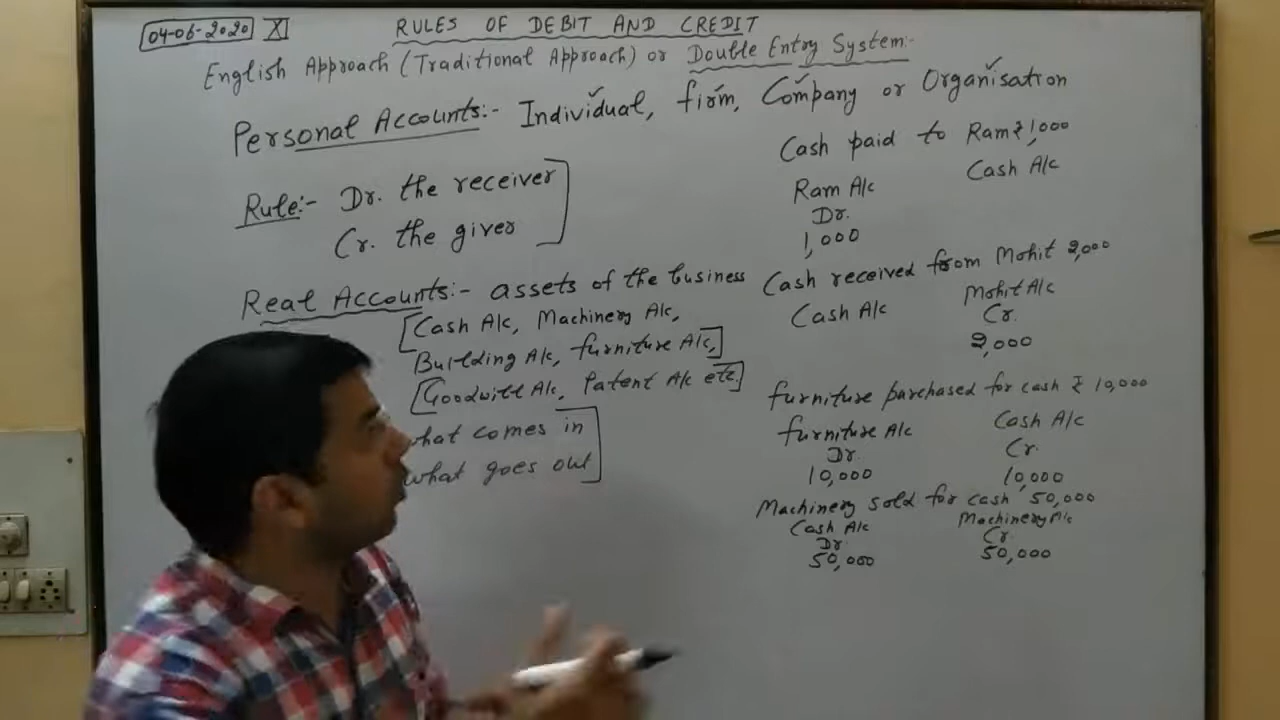 04-06-2020 XI
RULES OF DEBIT AND CREDIT
English Approach (Traditional Approach) or Double Entry System:-
Personal Accounts:- Individual, firm, Company or Organisation
Rule:- Dr. the receiver
Cr. the giver
Real Accounts:- assets of the business
[Cash A/c, Machinery A/c,
Building A/c, furniture A/c,]
[Goodwill A/c, Patent A/c etc.]
what comes in
what goes out
Cash paid to Ram ₹ 1,000
Ram A/c Cash A/c
Dr.
1,000
Cash received from Mohit 2,000
Cash A/c Mohit A/c
Cr.
2,000
furniture purchased for cash ₹ 10,000
furniture A/c Cash A/c
Dr. Cr.
10,000 10,000
Machinery sold for cash 50,000
Cash A/c Machinery A/c
Dr. Cr.
50,000 50,000